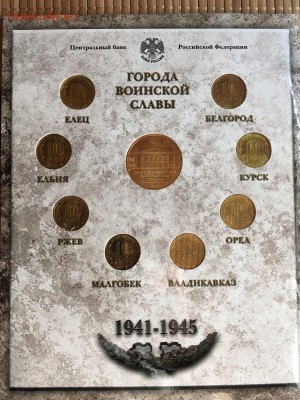 Центральный банк Российской Федерации
ГОРОДА
ВОИНСКОЙ
СЛАВЫ
ЕЛЕЦ
БЕЛГОРОД
ЕЛЬНЯ
КУРСК
РЖЕВ
ОРЕЛ
МАЛГОБЕК
ВЛАДИКАВКАЗ
1941-1945